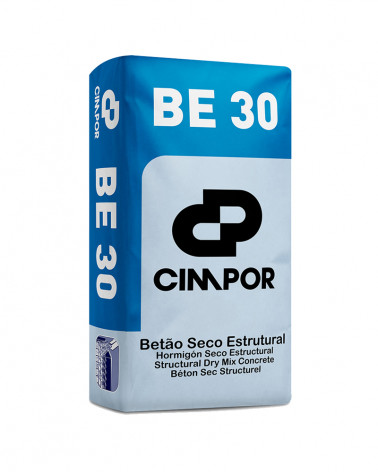 BE 30
CIMPOR
Betão Seco Estrutural
Hormigón Seco Estructural
Structural Dry Mix Concrete
Béton Sec Structurel
CIMPOR
BE 30